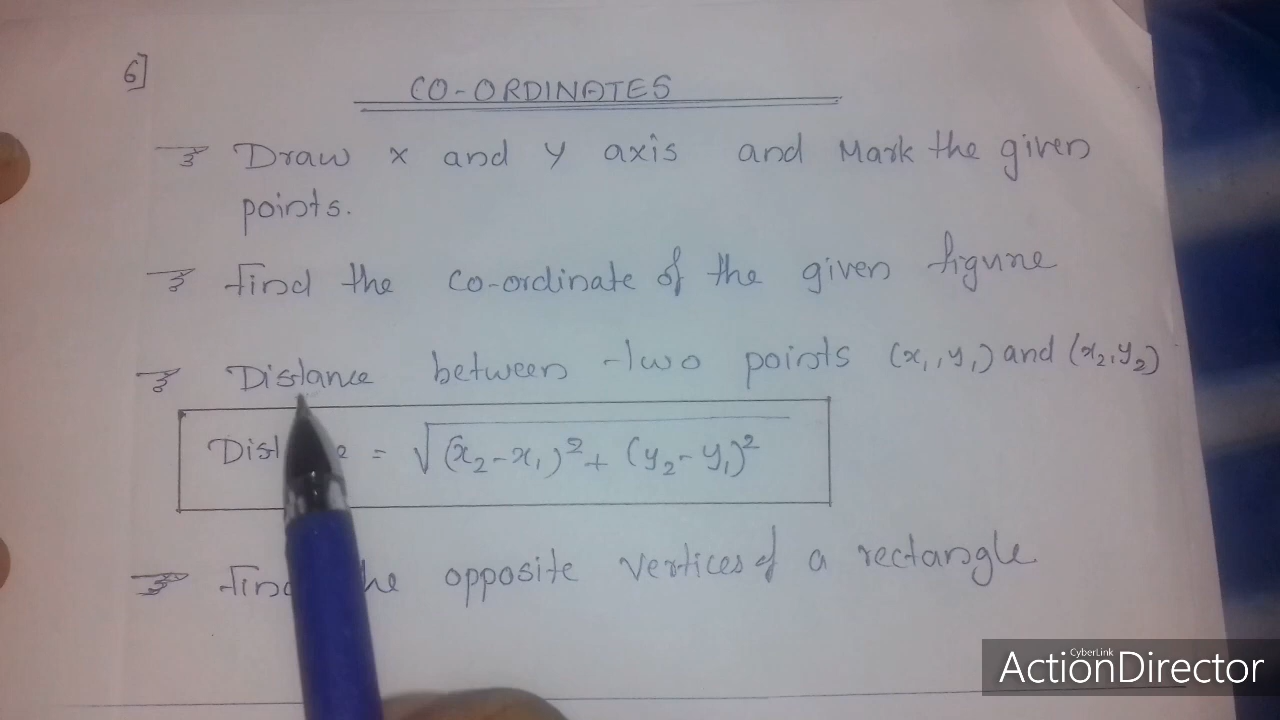 6]
CO-ORDINATES
Draw x and y axis and Mark the given
points.
find the co-ordinate of the given figure
Distance between two points (x₁,y₁) and (x₂,y₂)
= √(x₂-x₁)²+(y₂-y₁)²
opposite vertices of a rectangle
CyberLink
ActionDirector